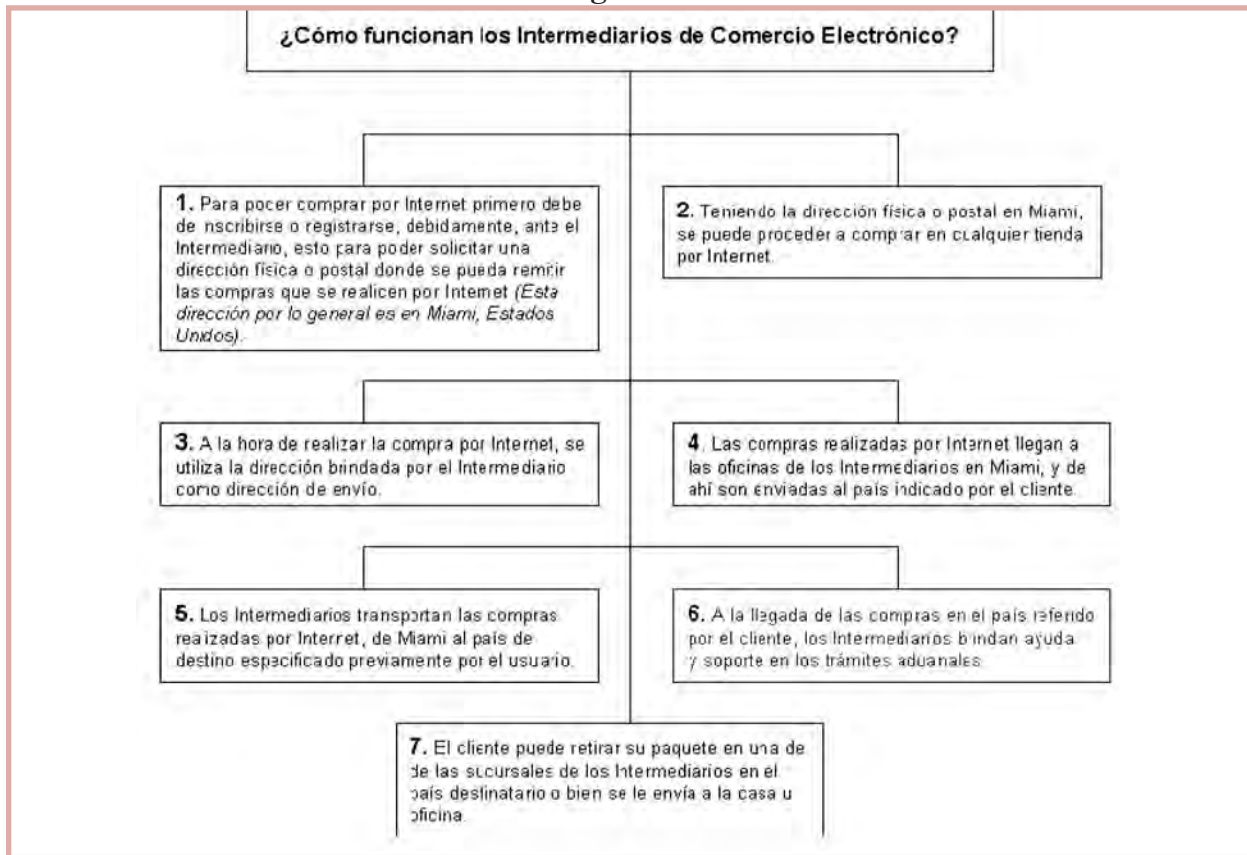 ¿Cómo funcionan los Intermediarios de Comercio Electrónico?
1. Para pocer comprar por Internet primero debe
de inscribirse o registrarse, debidamente, ante el
Intermediario, esto para poder solicitar una
dirección física o postal donde se pueda remitir
las compras que se realicen por Internet (Esta
dirección por lo general es en Miami, Estados
Unidos).
2. Teniendo la dirección física o postal en Miami,
se puede proceder a comprar en cualquier tienda
por Internet.
3. A la hora de realizar la compra por Internet, se
utiliza la dirección brindada por el Intermediario
como dirección de envío.
4. Las compras realizadas por Internet llegan a
las oficinas de los Intermediarios en Miami, y de
ahí son enviadas al país indicado por el cliente.
5. Los Intermediarios transportan las compras
realizadas por Internet, de Miami al país de
destino especificado previamente por el usuario.
6. A la llegada de las compras en el país referido
por el cliente, los Intermediarios brindan ayuda
y soporte en los trámites aduanales
7. El cliente puede retirar su paquete en una de
de las sucursales de los Intermediarios en el
país destinatario o bien se le envía a la casa u
oficina.